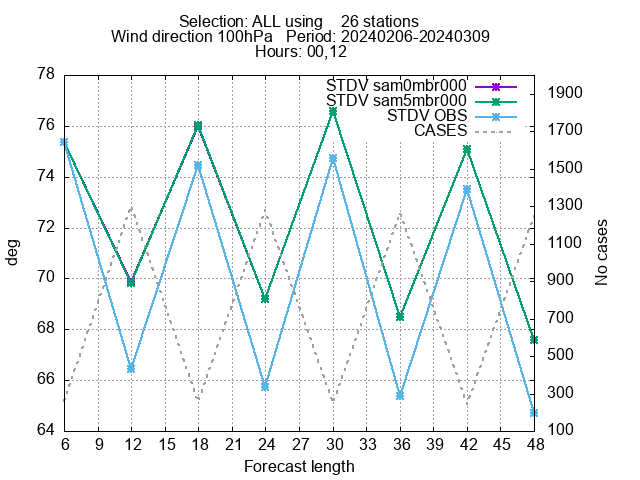 Selection: ALL using    26 stations
Wind direction 100hPa   Period: 20240206-20240309
Hours: 00,12
STDV sam0mbr000
STDV sam5mbr000
STDV OBS
CASES
78
76
74
72
70
68
66
64
deg
1900
1700
1500
1300
1100
900
700
500
300
100
No cases
6 9 12 15 18 21 24 27 30 33 36 39 42 45 48
Forecast length